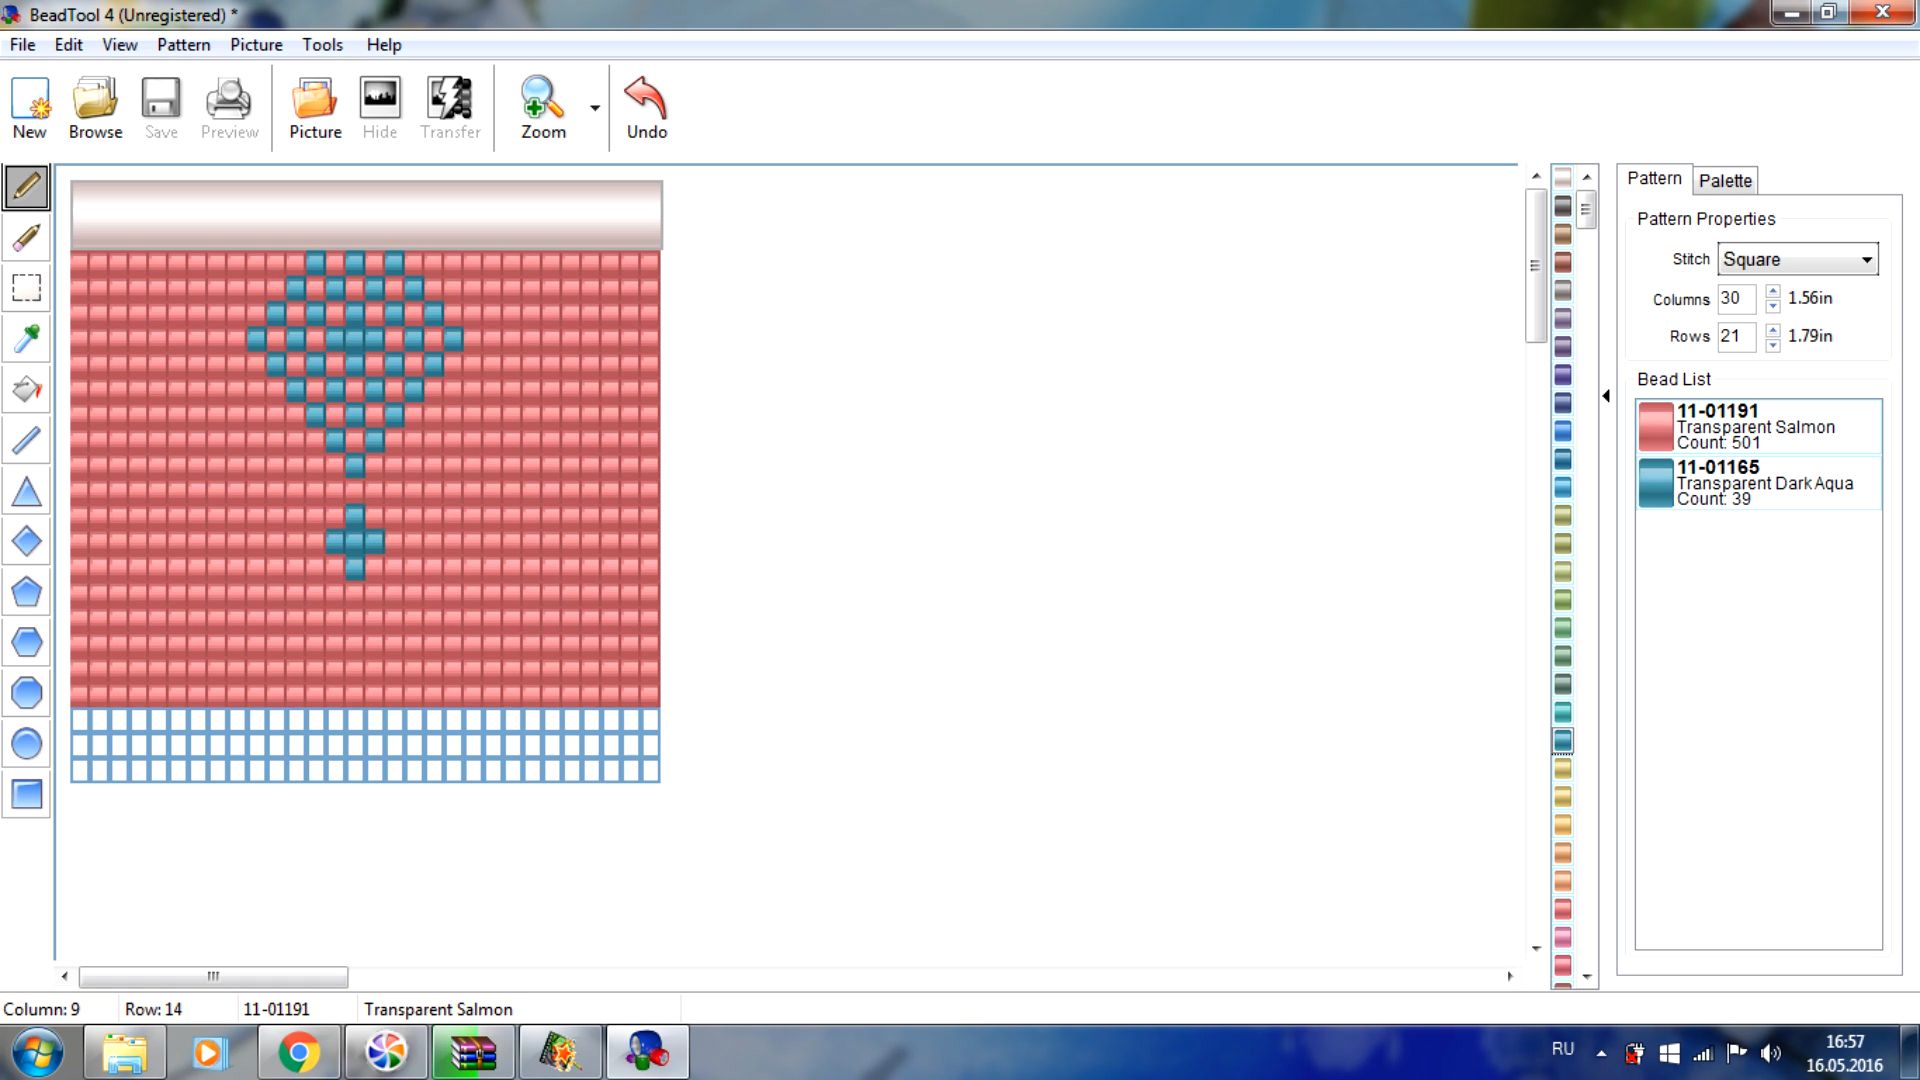 BeadTool 4 (Unregistered) *
File Edit View Pattern Picture Tools Help
New Browse Save Preview Picture Hide Transfer Zoom Undo
Pattern Palette
Pattern Properties
Stitch Square
Columns 30 1.56in
Rows 21 1.79in
Bead List
11-01191
Transparent Salmon
Count: 501
11-01165
Transparent Dark Aqua
Count: 39
Column: 9 Row: 14 11-01191 Transparent Salmon
RU
16:57
16.05.2016